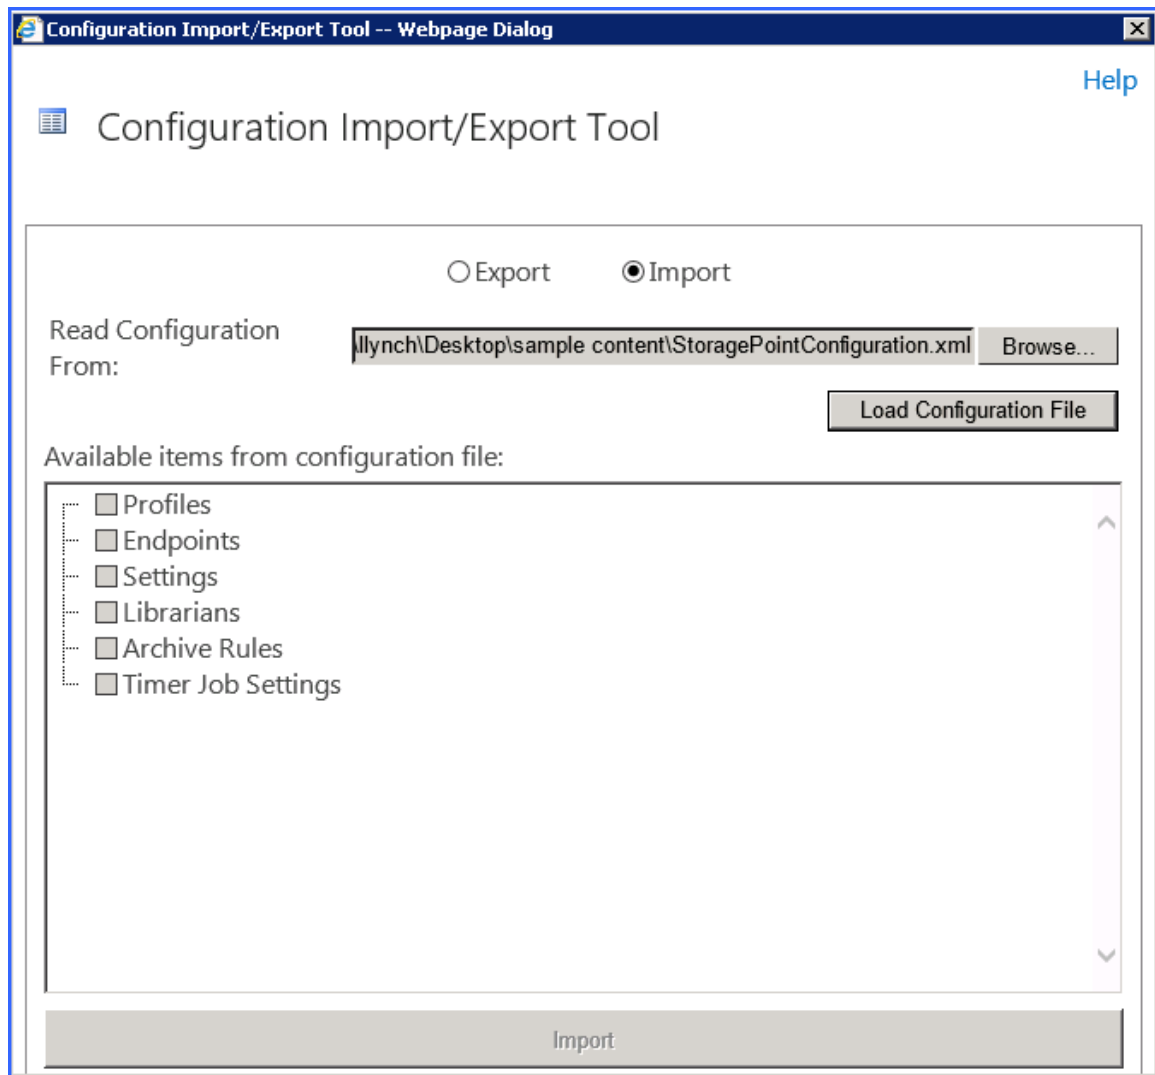 Configuration Import/Export Tool -- Webpage Dialog
Help
Configuration Import/Export Tool
Export Import
Read Configuration From:
\llynch\Desktop\sample content\StoragePointConfiguration.xml Browse...
Load Configuration File
Available items from configuration file:
Profiles
Endpoints
Settings
Librarians
Archive Rules
Timer Job Settings
Import